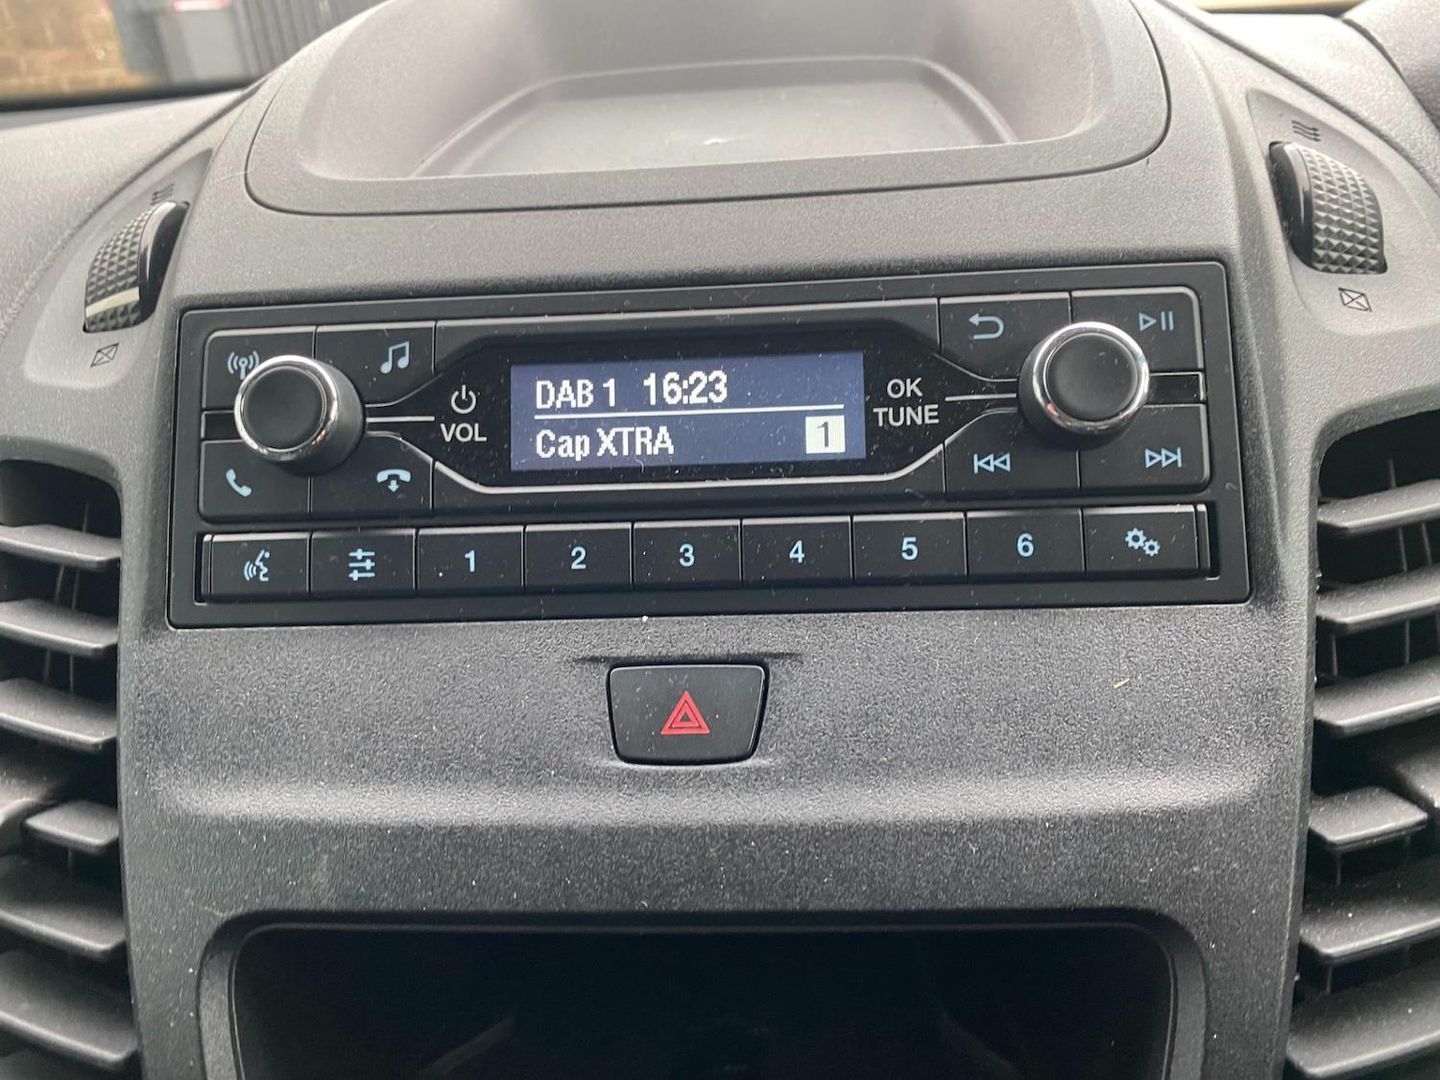 DAB 1 16:23
Cap XTRA 1
VOL
OK
TUNE
1 2 3 4 5 6